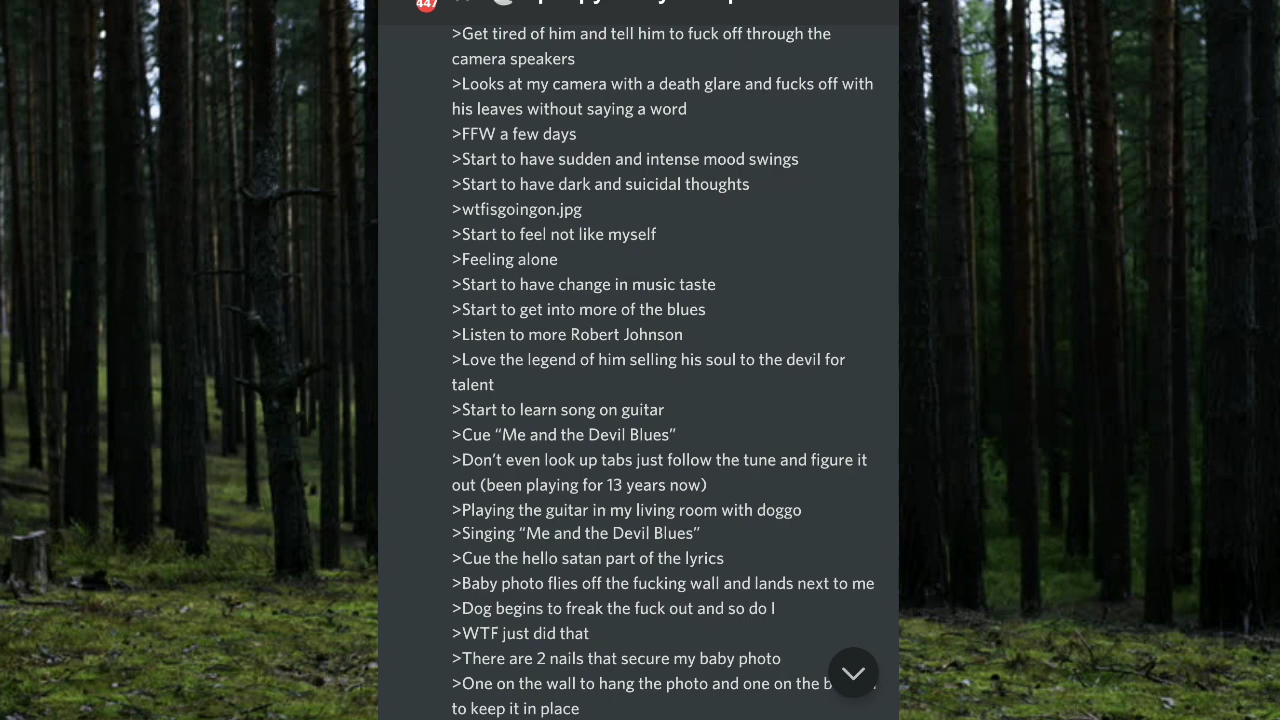 447
>Get tired of him and tell him to fuck off through the
camera speakers
>Looks at my camera with a death glare and fucks off with
his leaves without saying a word
>FFW a few days
>Start to have sudden and intense mood swings
>Start to have dark and suicidal thoughts
>wtfisgoingon.jpg
>Start to feel not like myself
>Feeling alone
>Start to have change in music taste
>Start to get into more of the blues
>Listen to more Robert Johnson
>Love the legend of him selling his soul to the devil for
talent
>Start to learn song on guitar
>Cue “Me and the Devil Blues”
>Don’t even look up tabs just follow the tune and figure it
out (been playing for 13 years now)
>Playing the guitar in my living room with doggo
>Singing “Me and the Devil Blues”
>Cue the hello satan part of the lyrics
>Baby photo flies off the fucking wall and lands next to me
>Dog begins to freak the fuck out and so do I
>WTF just did that
>There are 2 nails that secure my baby photo
>One on the wall to hang the photo and one on the
to keep it in place